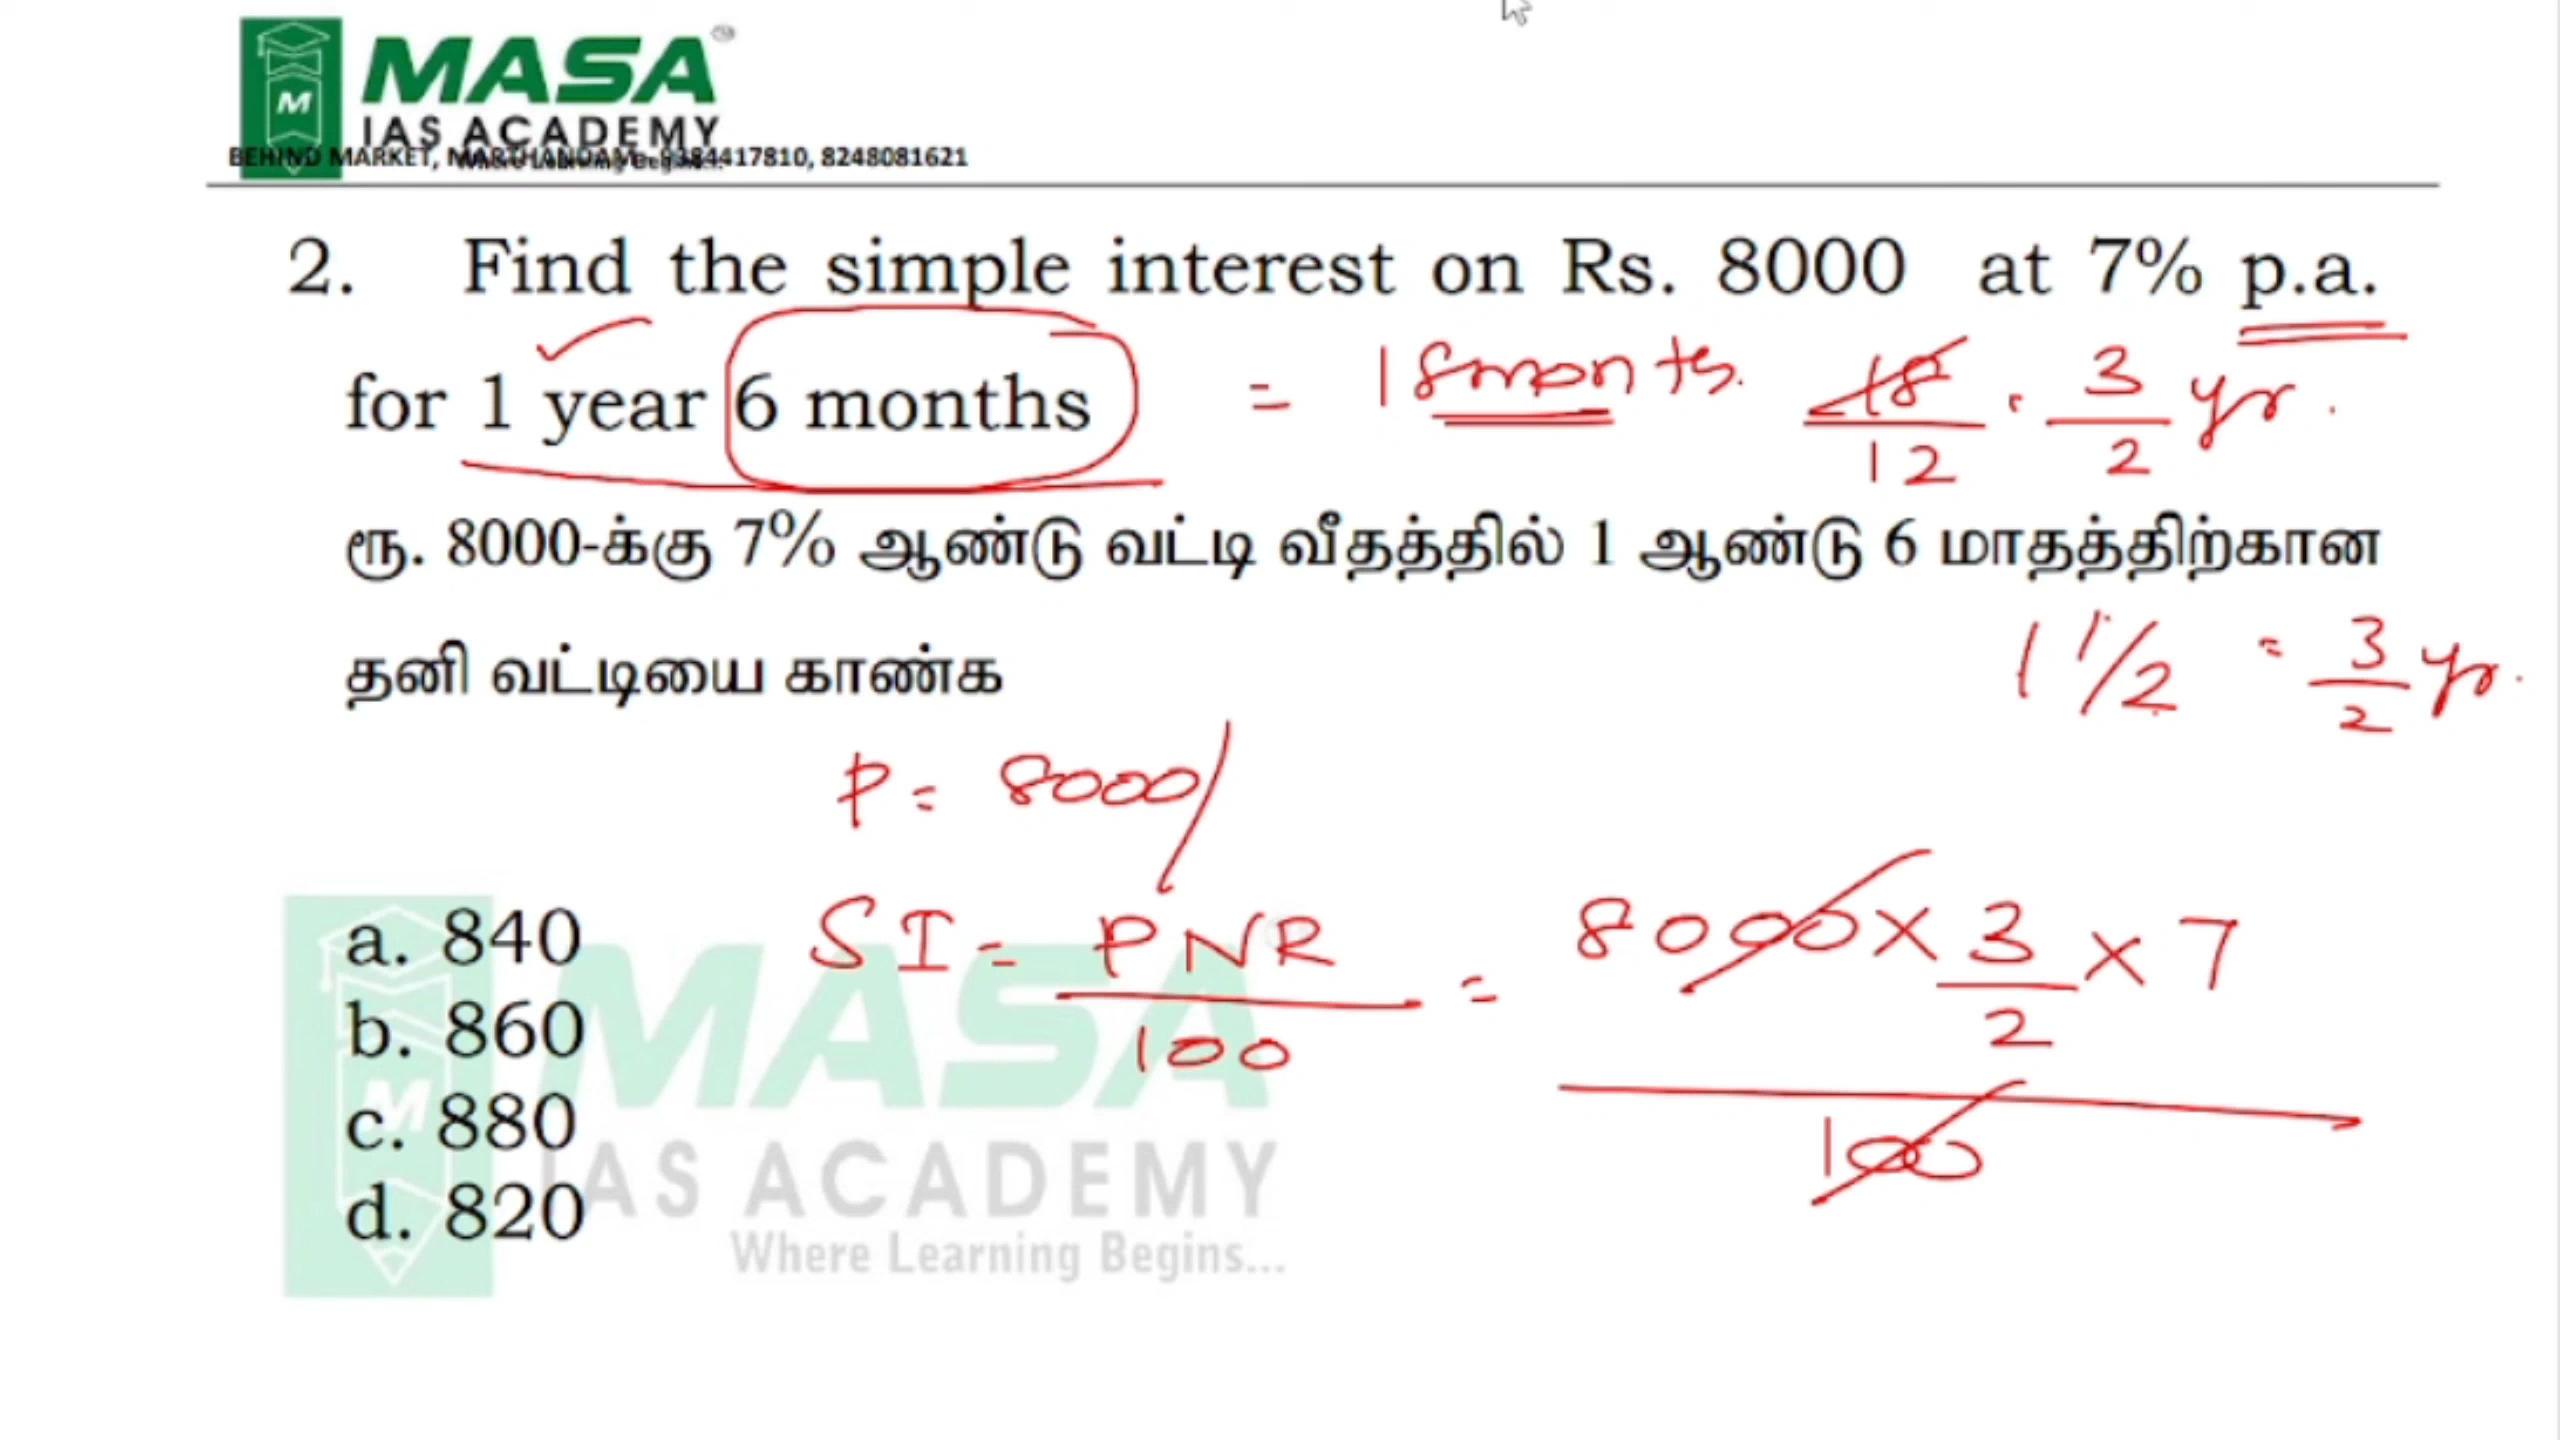 MASA
IAS ACADEMY
BEHIND MARKET, MARTHANDAM - 9384417810, 8248081621
2. Find the simple interest on Rs. 8000 at 7% p.a.
for 1 year 6 months = 18 months. 18/12 = 3/2 yr.
ரூ. 8000-க்கு 7% ஆண்டு வட்டி வீதத்தில் 1 ஆண்டு 6 மாதத்திற்கான
தனி வட்டியை காண்க
1 1/2 = 3/2 yr.
P = 8000/
SI = PNR/100 = 8000 × 3/2 × 7 / 100
a. 840
b. 860
c. 880
d. 820
MASA
IAS ACADEMY
Where Learning Begins...